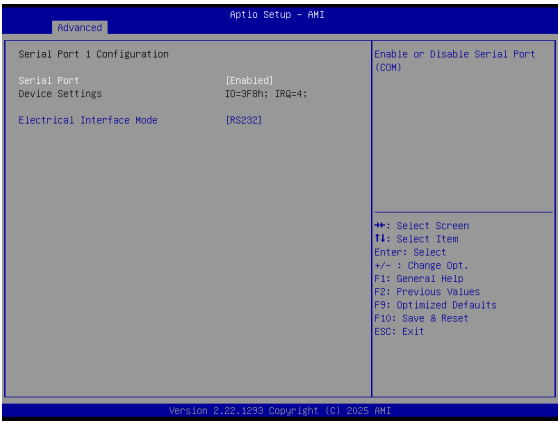 Aptio Setup - AMI
Advanced
Serial Port 1 Configuration
Serial Port [Enabled]
Device Settings IO=3F8h; IRQ=4;
Electrical Interface Mode [RS232]
Enable or Disable Serial Port
(COM)
→←: Select Screen
↑↓: Select Item
Enter: Select
+/- : Change Opt.
F1: General Help
F2: Previous Values
F9: Optimized Defaults
F10: Save & Reset
ESC: Exit
Version 2.22.1293 Copyright (C) 2025 AMI